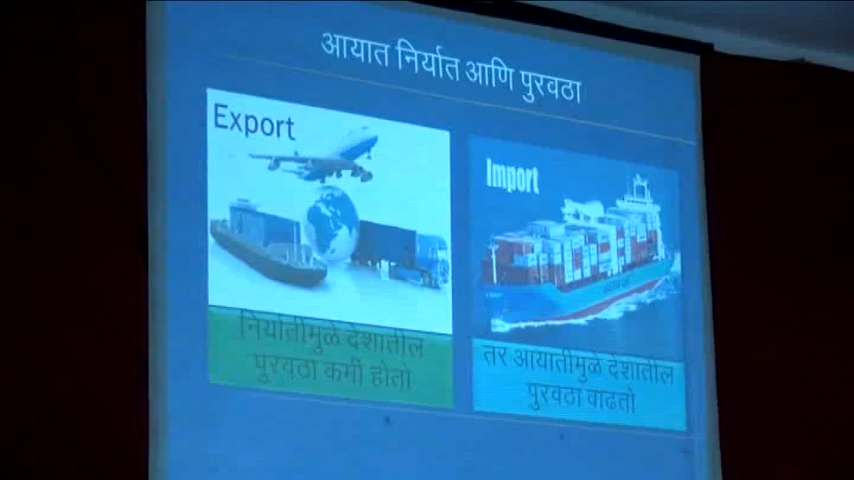 आयात निर्यात आणि पुरवठा
Export
Import
निर्यातीमुळे देशातील
पुरवठा कमी होतो
तर आयातीमुळे देशातील
पुरवठा वाढतो